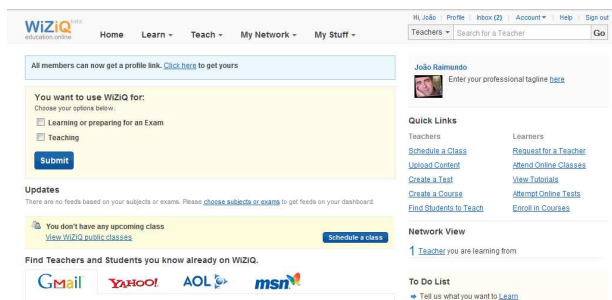 Hi, João Profile Inbox (2) Account Help Sign out
WiZiQ beta
education.online
Home Learn Teach My Network My Stuff
Teachers Search for a Teacher Go
All members can now get a profile link. Click here to get yours
You want to use WiZiQ for:
Choose your options below.
Learning or preparing for an Exam
Teaching
Submit
Updates
There are no feeds based on your subjects or exams. Please choose subjects or exams to get feeds on your dashboard.
You don't have any upcoming class
View WiZiQ public classes
Schedule a class
Find Teachers and Students you know already on WiZiQ.
GMail YAHOO! AOL msn
João Raimundo
Enter your professional tagline here
Quick Links
Teachers Learners
Schedule a Class Request for a Teacher
Upload Content Attend Online Classes
Create a Test View Tutorials
Create a Course Attempt Online Tests
Find Students to Teach Enroll in Courses
Network View
1 Teacher you are learning from
To Do List
Tell us what you want to Learn